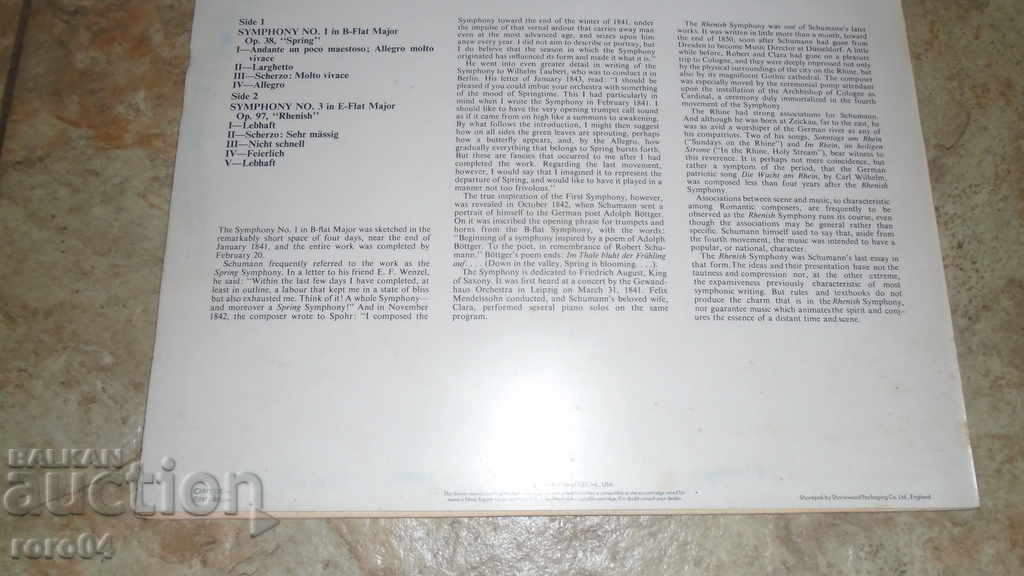 Side 1
SYMPHONY NO. 1 in B-Flat Major
Op. 38, "Spring"
I—Andante un poco maestoso; Allegro molto
vivace
II—Larghetto
III—Scherzo: Molto vivace
IV—Allegro
Side 2
SYMPHONY NO. 3 in E-Flat Major
Op. 97, "Rhenish"
I—Lebhaft
II—Scherzo: Sehr mässig
III—Nicht schnell
IV—Feierlich
V—Lebhaft
The Symphony No. 1 in B-flat Major was sketched in the
remarkably short space of four days, near the end of
January 1841, and the entire work was completed by
February 20.
Schumann frequently referred to the work as the
Spring Symphony. In a letter to his friend E. F. Wenzel,
he said: "Within the last few days I have completed, at
least in outline, a labour that kept me in a state of bliss
but also exhausted me. Think of it! A whole Symphony—
and moreover a Spring Symphony!" And in November
1842, the composer wrote to Spohr: "I composed the
Symphony toward the end of the winter of 1841, under
the impulse of that vernal ardour that carries away man
even at the most advanced age, and seizes upon him
anew every year. I did not aim to describe or portray, but
I do believe that the season in which the Symphony
originated has influenced its form and made it what it is."
He went into even greater detail in writing of the
Symphony to Wilhelm Taubert, who was to conduct it in
Berlin. His letter of January 1843, read: "I should be
pleased if you could imbue your orchestra with something
of the mood of Springtime. This I had particularly in
mind when I wrote the Symphony in February 1841. I
should like to have the very opening trumpet call sound
as if it came from on high like a summons to awakening.
By what follows the introduction, I might then suggest
how on all sides the green leaves are sprouting, perhaps
how a butterfly appears, and, by the Allegro, how
gradually everything that belongs to Spring bursts forth.
But these are fancies that occurred to me after I had
completed the work. Regarding the last movement,
however, I would say that I imagined it to represent the
departure of Spring, and would like to have it played in a
manner not too frivolous."
The true inspiration of the First Symphony, however,
was revealed in October 1842, when Schumann sent a
portrait of himself to the German poet Adolph Böttger.
On it was inscribed the opening phrase for trumpets and
horns from the B-flat Symphony, with the words:
"Beginning of a symphony inspired by a poem of Adolph
Böttger. To the poet, in remembrance of Robert Schu-
mann." Böttger's poem ends: Im Thale bluht der Frühling
auf. . . (Down in the valley, Spring is blooming. . .).
The Symphony is dedicated to Friedrich August, King
of Saxony. It was first heard at a concert by the Gewand-
haus Orchestra in Leipzig on March 31, 1841. Felix
Mendelssohn conducted, and Schumann's beloved wife,
Clara, performed several piano solos on the same
program.
The Rhenish Symphony was one of Schumann's later
works. It was written in little more than a month, toward
the end of 1850, soon after Schumann had gone from
Dresden to become Music Director at Düsseldorf. A little
while before, Robert and Clara had gone on a pleasure
trip to Cologne, and they were deeply impressed not only
by the physical surroundings of the city on the Rhine, but
also by its magnificent Gothic cathedral. The composer
was especially moved by the ceremonial pomp attendant
upon the installation of the Archbishop of Cologne as
Cardinal, a ceremony duly immortalized in the fourth
movement of the Symphony.
The Rhine had strong associations for Schumann.
And although he was born at Zwickau, far to the east, he
was as avid a worshiper of the German river as any of
his compatriots. Two of his songs, Sonntags am Rhein
("Sundays on the Rhine") and Im Rhein, im heiligen
Strome ("In the Rhine, Holy Stream"), bear witness to
this reverence. It is perhaps not mere coincidence, but
rather a symptom of the period, that the German
patriotic song Die Wacht am Rhein, by Carl Wilhelm,
was composed less than four years after the Rhenish
Symphony.
Associations between scene and music, so characteristic
among Romantic composers, are frequently to be
observed as the Rhenish Symphony runs its course, even
though the associations may be general rather than
specific. Schumann himself used to say that, aside from
the fourth movement, the music was intended to have a
popular, or national, character.
The Rhenish Symphony was Schumann's last essay in
that form. The ideas and their presentation have not the
tautness and compression nor, at the other extreme,
the expansiveness previously characteristic of most
symphonic writing. But rules and textbooks do not
produce the charm that is in the Rhenish Symphony,
nor guarantee music which animates the spirit and conj-
ures the essence of a distant time and scene.
USA
Shorepak by Shorewood Packaging Co. Ltd., England.
BALKAN
auction
roro04